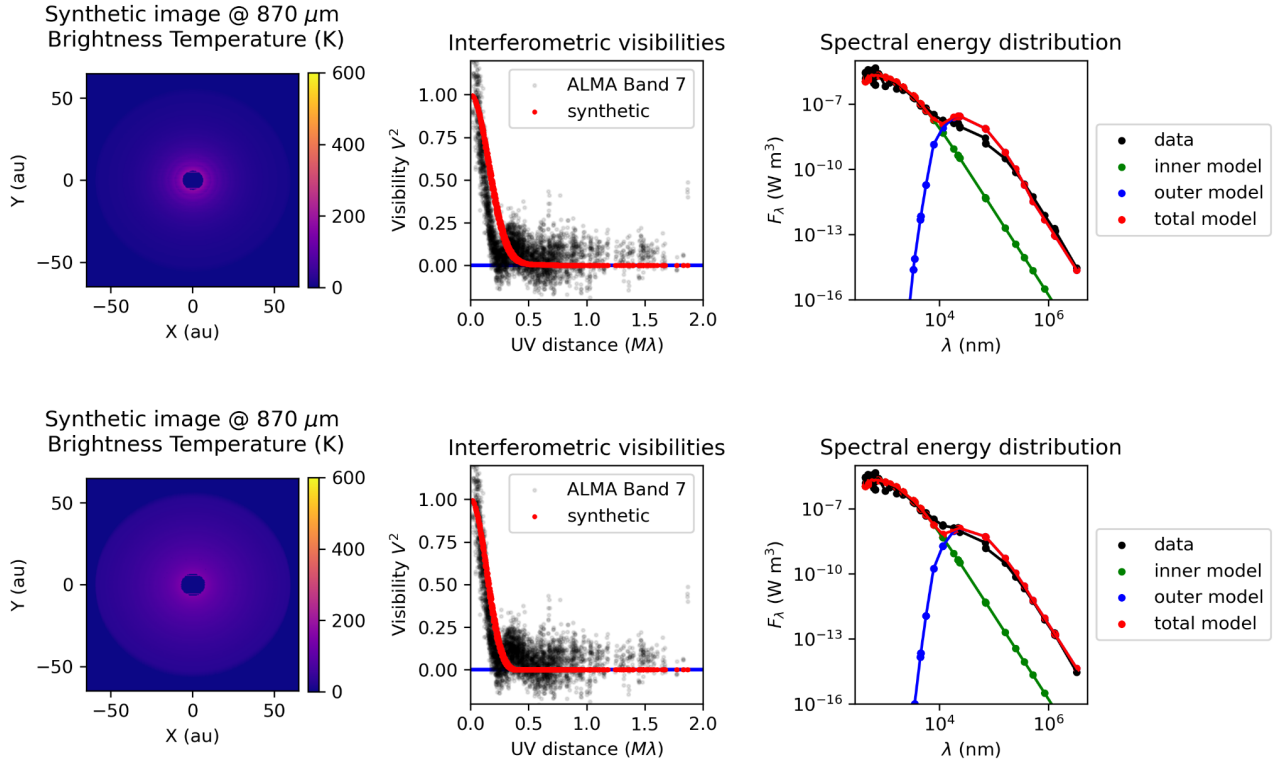 Synthetic image @ 870 μm
Brightness Temperature (K)
Y (au)
50
0
−50
−50
0
50
X (au)
600
400
200
0
Interferometric visibilities
Visibility V²
1.00
0.75
0.50
0.25
0.00
ALMA Band 7
synthetic
0.0
0.5
1.0
1.5
2.0
UV distance (Mλ)
Spectral energy distribution
Fλ (W m³)
10⁻⁷
10⁻¹⁰
10⁻¹³
10⁻¹⁶
10⁴
10⁶
λ (nm)
data
inner model
outer model
total model
Synthetic image @ 870 μm
Brightness Temperature (K)
Y (au)
50
0
−50
−50
0
50
X (au)
600
400
200
0
Interferometric visibilities
Visibility V²
1.00
0.75
0.50
0.25
0.00
ALMA Band 7
synthetic
0.0
0.5
1.0
1.5
2.0
UV distance (Mλ)
Spectral energy distribution
Fλ (W m³)
10⁻⁷
10⁻¹⁰
10⁻¹³
10⁻¹⁶
10⁴
10⁶
λ (nm)
data
inner model
outer model
total model